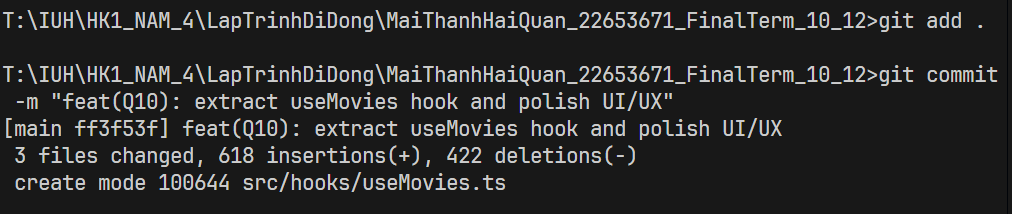 T:\IUH\HK1_NAM_4\LapTrinhDiDong\MaiThanhHaiQuan_22653671_FinalTerm_10_12>git add .
T:\IUH\HK1_NAM_4\LapTrinhDiDong\MaiThanhHaiQuan_22653671_FinalTerm_10_12>git commit
 -m "feat(Q10): extract useMovies hook and polish UI/UX"
[main ff3f53f] feat(Q10): extract useMovies hook and polish UI/UX
 3 files changed, 618 insertions(+), 422 deletions(-)
 create mode 100644 src/hooks/useMovies.ts